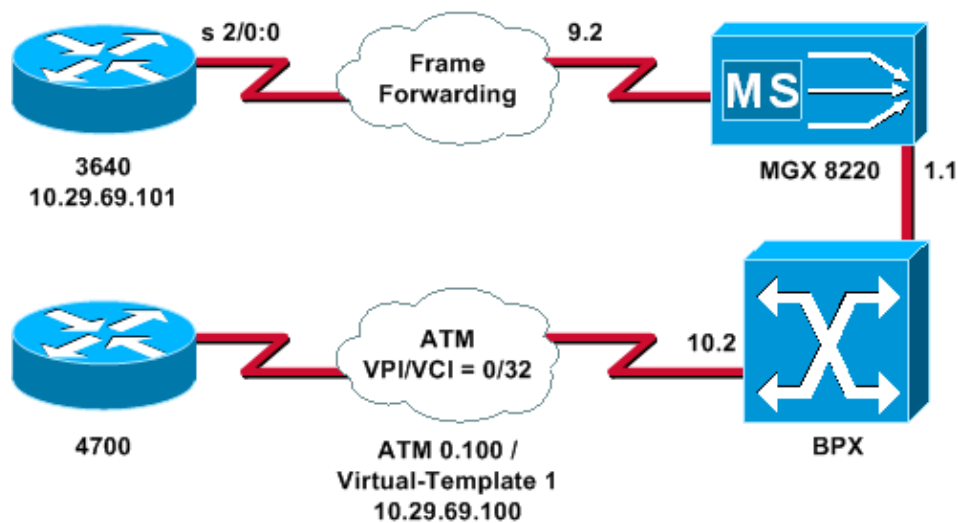 s 2/0:0
9.2
Frame
Forwarding
MS
3640
10.29.69.101
MGX 8220
1.1
ATM
VPI/VCI = 0/32
10.2
4700
ATM 0.100 /
Virtual-Template 1
10.29.69.100
BPX